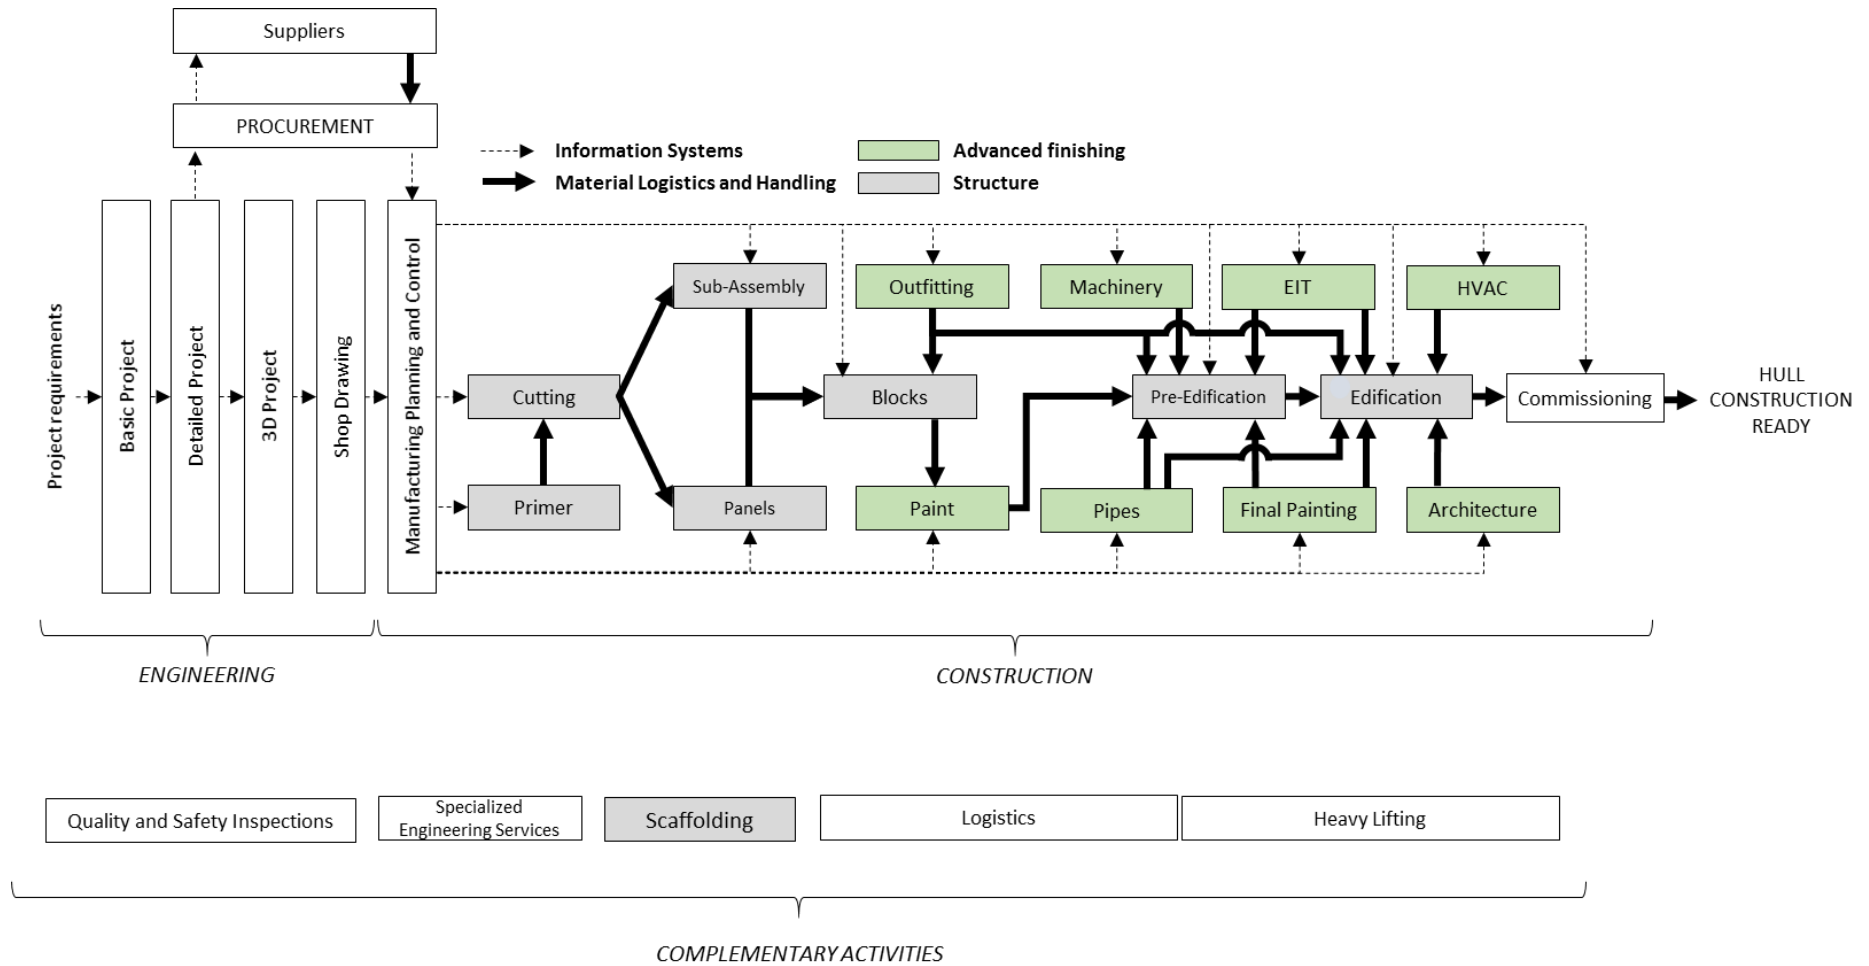 Suppliers
PROCUREMENT
Information Systems
Advanced finishing
Material Logistics and Handling
Structure
Project requirements
Basic Project
Detailed Project
3D Project
Shop Drawing
Manufacturing Planning and Control
Sub-Assembly
Outfitting
Machinery
EIT
HVAC
Cutting
Blocks
Pre-Edification
Edification
Commissioning
HULL
CONSTRUCTION
READY
Primer
Panels
Paint
Pipes
Final Painting
Architecture
ENGINEERING
CONSTRUCTION
Quality and Safety Inspections
Specialized
Engineering Services
Scaffolding
Logistics
Heavy Lifting
COMPLEMENTARY ACTIVITIES